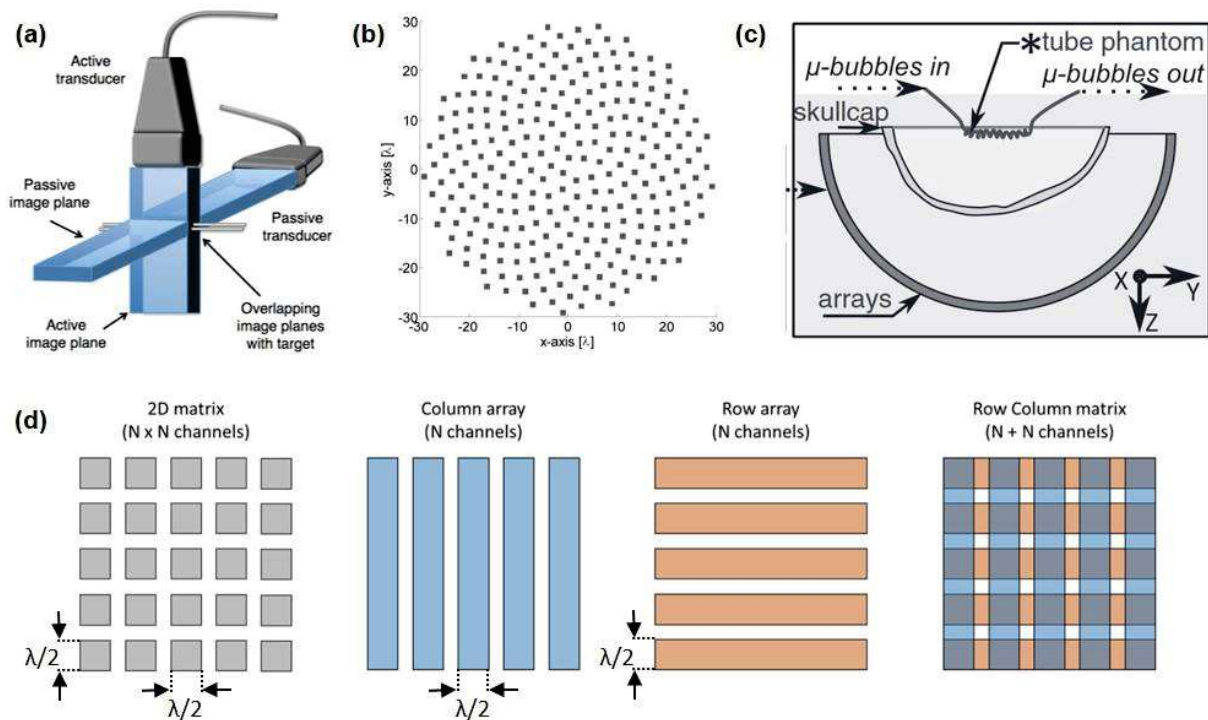 (a)
Active
transducer
Passive
image plane
Passive
transducer
Active
image plane
Overlapping
image planes
with target
(b)
y-axis [λ]
30
20
10
0
-10
-20
-30
-30
-20
-10
0
10
20
30
x-axis [λ]
(c)
*tube phantom
μ-bubbles in
μ-bubbles out
skullcap
arrays
X
Y
Z
(d)
2D matrix
(N x N channels)
λ/2
λ/2
Column array
(N channels)
λ/2
Row array
(N channels)
λ/2
Row Column matrix
(N + N channels)